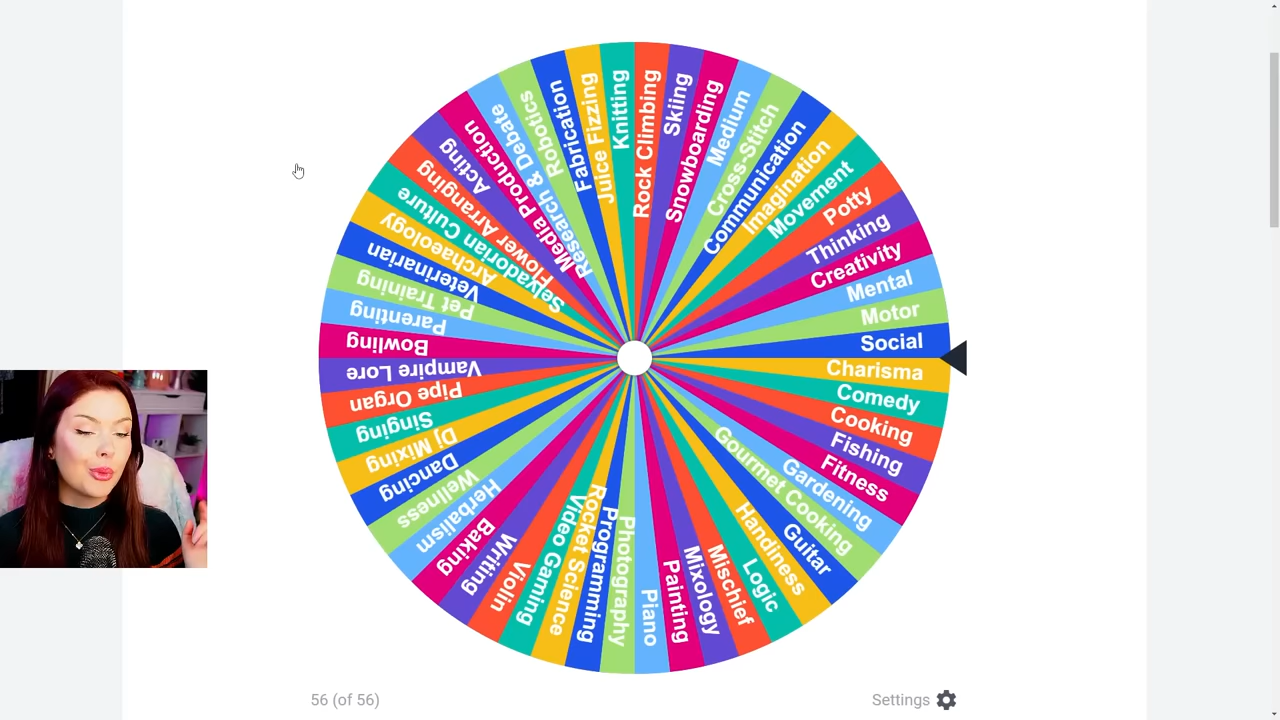 Knitting
Rock Climbing
Skiing
Snowboarding
Medium
Cross-Stitch
Communication
Imagination
Movement
Potty
Thinking
Creativity
Mental
Motor
Social
Charisma
Comedy
Cooking
Fishing
Fitness
Gardening
Gourmet Cooking
Guitar
Handiness
Logic
Mischief
Mixology
Painting
Piano
Photography
Programming
Rocket Science
Video Gaming
Violin
Writing
Baking
Herbalism
Wellness
Dancing
Dj Mixing
Singing
Pipe Organ
Vampire Lore
Bowling
Parenting
Pet Training
Veterinarian
Archaeology
Selvadorian Culture
Flower Arranging
Acting
Media Production
Research & Debate
Robotics
Fabrication
Juice Fizzing
56 (of 56)
Settings